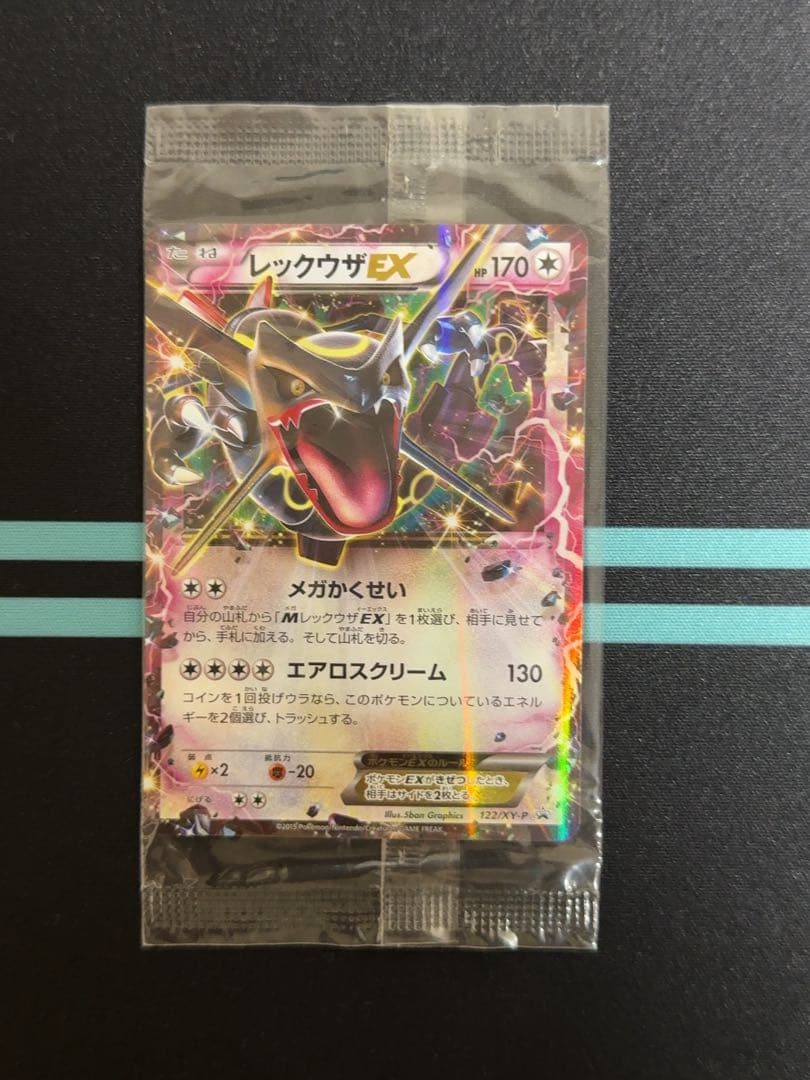 たね レックウザEX HP170
メガかくせい
自分の山札から「MレックウザEX」を1枚選び、相手に見せて
から、手札に加える。そして山札を切る。
エアロスクリーム 130
コインを1回投げウラなら、このポケモンについているエネル
ギーを2個選び、トラッシュする。
弱点 抵抗力
×2 -20
にげる
ポケモンEXのルール
ポケモンEXがきぜつしたとき、
相手はサイドを2枚とる。
Illus.5ban Graphics 122/XY-P
©2015 Pokémon/Nintendo/Creatures/GAME FREAK